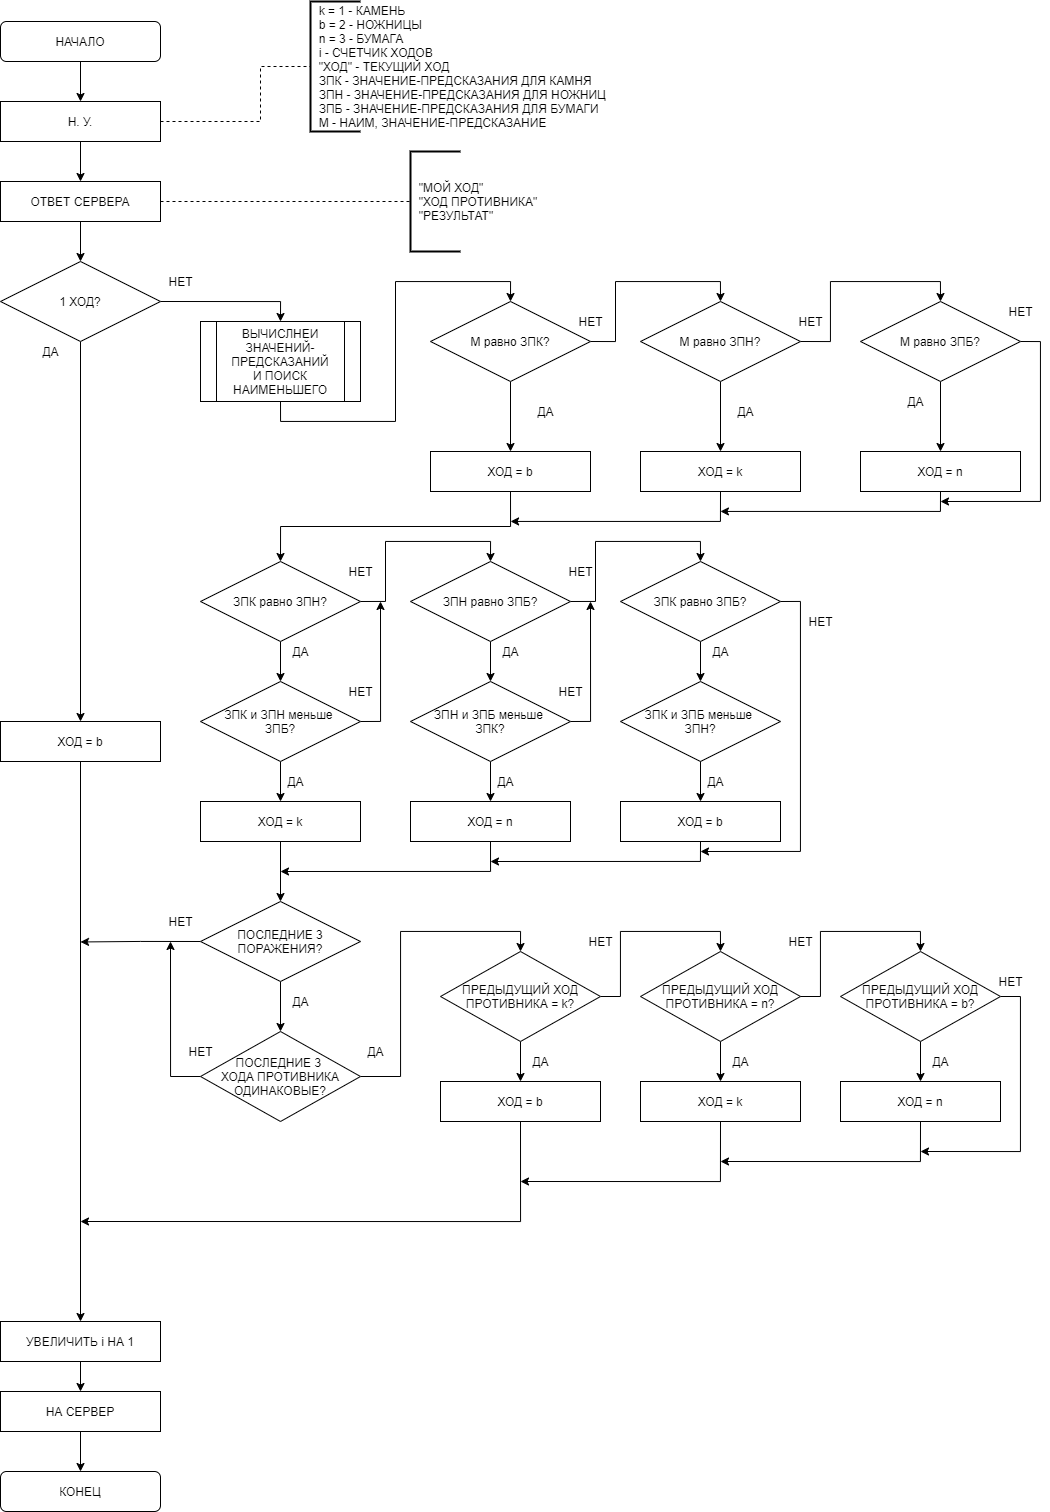 k = 1 - КАМЕНЬ
b = 2 - НОЖНИЦЫ
n = 3 - БУМАГА
i - СЧЕТЧИК ХОДОВ
"ХОД" - ТЕКУЩИЙ ХОД
ЗПК - ЗНАЧЕНИЕ-ПРЕДСКАЗАНИЯ ДЛЯ КАМНЯ
ЗПН - ЗНАЧЕНИЕ-ПРЕДСКАЗАНИЯ ДЛЯ НОЖНИЦ
ЗПБ - ЗНАЧЕНИЕ-ПРЕДСКАЗАНИЯ ДЛЯ БУМАГИ
М - НАИМ, ЗНАЧЕНИЕ-ПРЕДСКАЗАНИЕ
НАЧАЛО
Н. У.
ОТВЕТ СЕРВЕРА
"МОЙ ХОД"
"ХОД ПРОТИВНИКА"
"РЕЗУЛЬТАТ"
1 ХОД?
НЕТ
ДА
ВЫЧИСЛНЕИ
ЗНАЧЕНИЙ-
ПРЕДСКАЗАНИЙ
И ПОИСК
НАИМЕНЬШЕГО
М равно ЗПК?
НЕТ
М равно ЗПН?
НЕТ
М равно ЗПБ?
НЕТ
ДА
ДА
ДА
ХОД = b
ХОД = k
ХОД = n
ЗПК равно ЗПН?
НЕТ
ЗПН равно ЗПБ?
НЕТ
ЗПК равно ЗПБ?
НЕТ
ДА
ДА
ДА
ЗПК и ЗПН меньше
ЗПБ?
НЕТ
ЗПН и ЗПБ меньше
ЗПК?
НЕТ
ЗПК и ЗПБ меньше
ЗПН?
ХОД = b
ДА
ДА
ДА
ХОД = k
ХОД = n
ХОД = b
ПОСЛЕДНИЕ 3
ПОРАЖЕНИЯ?
НЕТ
ДА
ПОСЛЕДНИЕ 3
ХОДА ПРОТИВНИКА
ОДИНАКОВЫЕ?
НЕТ
ДА
ПРЕДЫДУЩИЙ ХОД
ПРОТИВНИКА = k?
НЕТ
ПРЕДЫДУЩИЙ ХОД
ПРОТИВНИКА = n?
НЕТ
ПРЕДЫДУЩИЙ ХОД
ПРОТИВНИКА = b?
НЕТ
ДА
ДА
ДА
ХОД = b
ХОД = k
ХОД = n
УВЕЛИЧИТЬ i НА 1
НА СЕРВЕР
КОНЕЦ